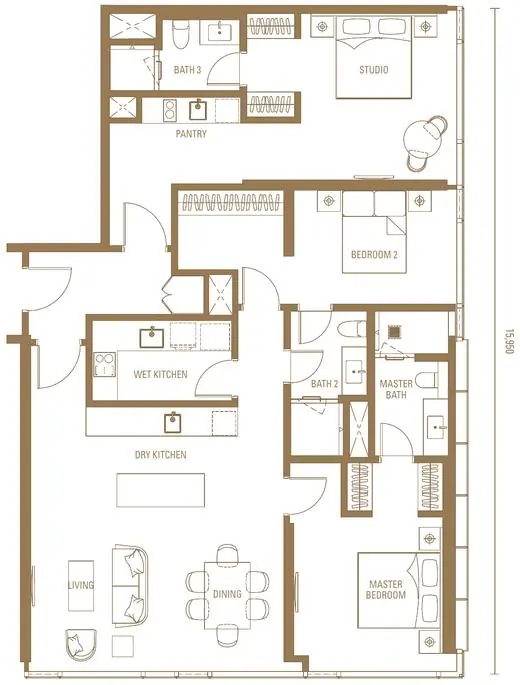 BATH 3
STUDIO
PANTRY
BEDROOM 2
15,950
WET KITCHEN
BATH 2
MASTER
BATH
DRY KITCHEN
LIVING
DINING
MASTER
BEDROOM